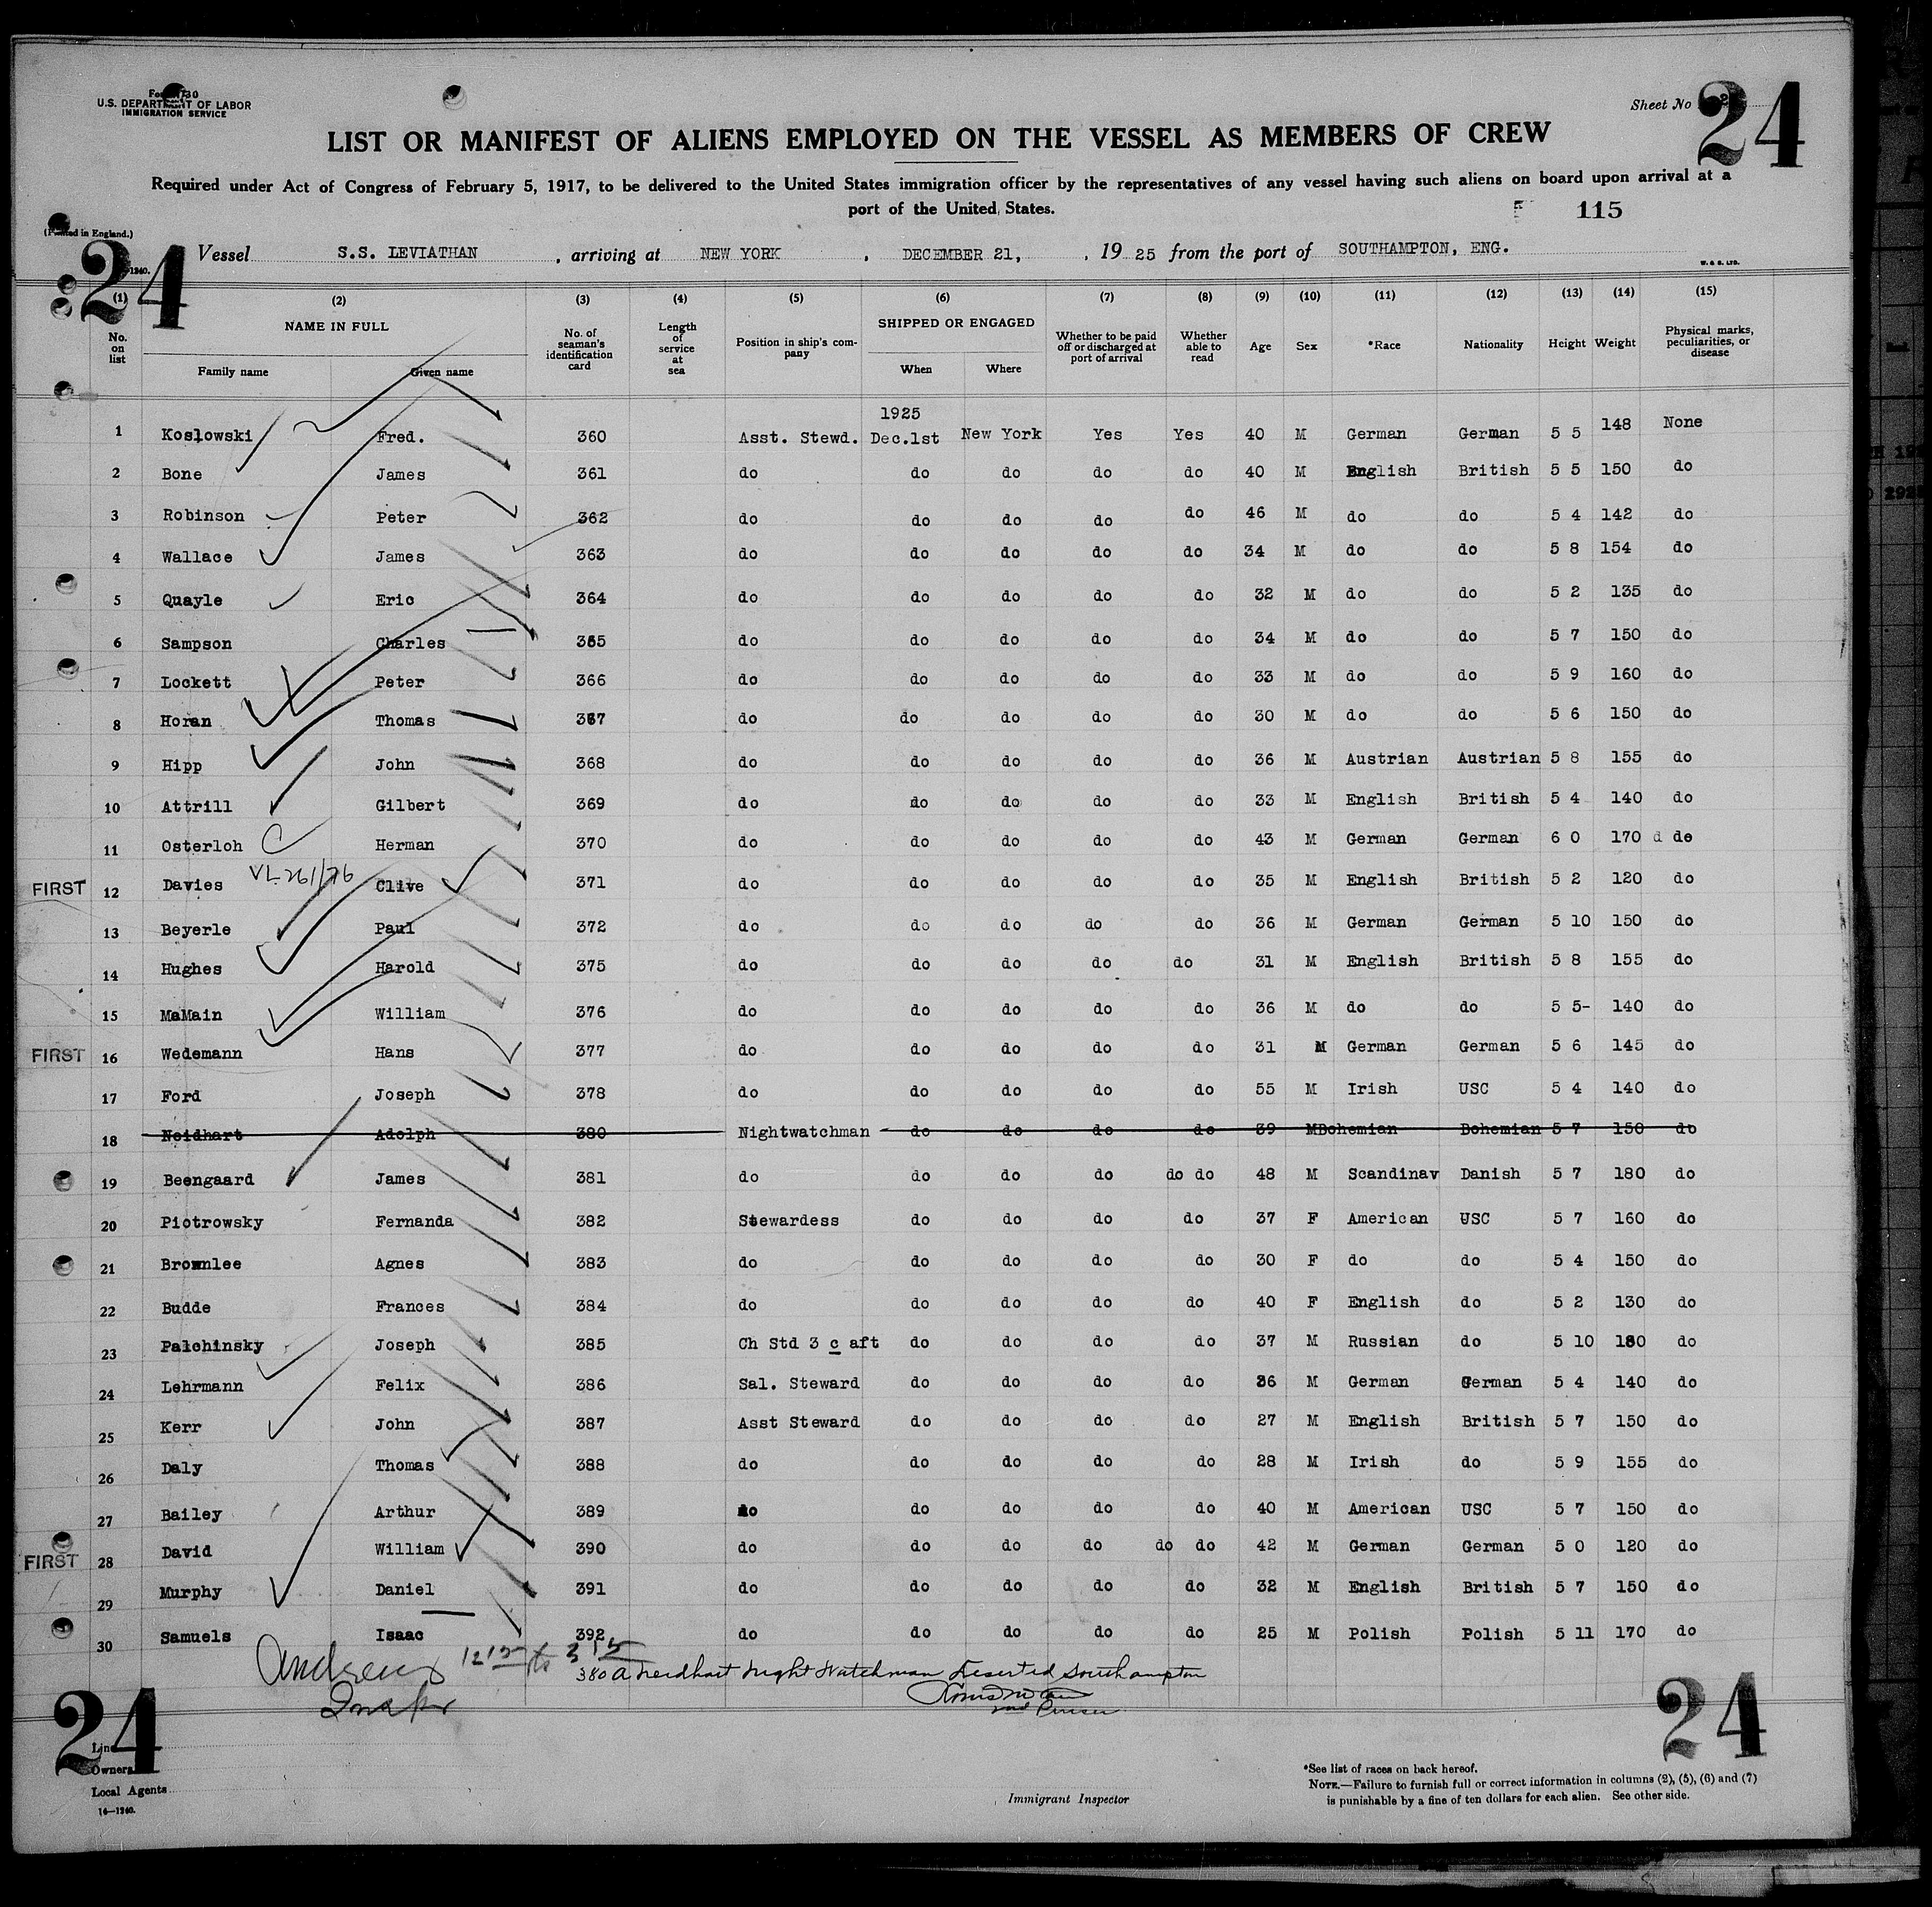 Form 730
U.S. DEPARTMENT OF LABOR
IMMIGRATION SERVICE
Sheet No
24
LIST OR MANIFEST OF ALIENS EMPLOYED ON THE VESSEL AS MEMBERS OF CREW
Required under Act of Congress of February 5, 1917, to be delivered to the United States immigration officer by the representatives of any vessel having such aliens on board upon arrival at a
port of the United States.
115
(Printed in England.)
24
1240.
Vessel S.S. LEVIATHAN , arriving at NEW YORK , DECEMBER 21, , 19 25 from the port of SOUTHAMPTON, ENG.
W. & S. LTD.
(1) (2) (3) (4) (5) (6) (7) (8) (9) (10) (11) (12) (13) (14) (15)
No. on list NAME IN FULL Family name Given name No. of seaman's identification card Length of service at sea Position in ship's company SHIPPED OR ENGAGED When Where Whether to be paid off or discharged at port of arrival Whether able to read Age Sex *Race Nationality Height Weight Physical marks, peculiarities, or disease
1925
1 Koslowski Fred. 360 Asst. Stewd. Dec.1st New York Yes Yes 40 M German German 5 5 148 None
2 Bone James 361 do do do do do 40 M English British 5 5 150 do
3 Robinson Peter 362 do do do do do 46 M do do 5 4 142 do
4 Wallace James 363 do do do do do 34 M do do 5 8 154 do
5 Quayle Eric 364 do do do do do 32 M do do 5 2 135 do
6 Sampson Charles 365 do do do do do 34 M do do 5 7 150 do
7 Lockett Peter 366 do do do do do 33 M do do 5 9 160 do
8 Horan Thomas 367 do do do do do 30 M do do 5 6 150 do
9 Hipp John 368 do do do do do 36 M Austrian Austrian 5 8 155 do
10 Attrill Gilbert 369 do do do do do 33 M English British 5 4 140 do
11 Osterloh C Herman 370 do do do do do 43 M German German 6 0 170 d do
FIRST 12 Davies Clive 371 do do do do do 35 M English British 5 2 120 do
13 Beyerle Paul 372 do do do do do 36 M German German 5 10 150 do
14 Hughes Harold 375 do do do do do 31 M English British 5 8 155 do
15 MaMain William 376 do do do do do 36 M do do 5 5- 140 do
FIRST 16 Wedemann Hans 377 do do do do do 31 M German German 5 6 145 do
17 Ford Joseph 378 do do do do do 55 M Irish USC 5 4 140 do
18 Neidhart Adolph 380 Nightwatchman do do do do 39 M Bohemian Bohemian 5 7 150 do
19 Beengaard James 381 do do do do do do 48 M Scandinav Danish 5 7 180 do
20 Piotrowsky Fernanda 382 Stewardess do do do do 37 F American USC 5 7 160 do
21 Brownlee Agnes 383 do do do do do 30 F do do 5 4 150 do
22 Budde Frances 384 do do do do do 40 F English do 5 2 130 do
23 Palchinsky Joseph 385 Ch Std 3 c aft do do do do 37 M Russian do 5 10 180 do
24 Lehrmann Felix 386 Sal. Steward do do do do 36 M German German 5 4 140 do
25 Kerr John 387 Asst Steward do do do do 27 M English British 5 7 150 do
26 Daly Thomas 388 do do do do do 28 M Irish do 5 9 155 do
27 Bailey Arthur 389 do do do do do 40 M American USC 5 7 150 do
FIRST 28 David William 390 do do do do do do 42 M German German 5 0 120 do
29 Murphy Daniel 391 do do do do do 32 M English British 5 7 150 do
30 Samuels Isaac 392 do do do do do 25 M Polish Polish 5 11 170 do
Andrews
380 A Neidhart Night Watchman Deserted Southampton
2nd Purser
24
24
Line
Owners
Local Agents
14—1240.
Immigrant Inspector
*See list of races on back hereof.
NOTE.—Failure to furnish full or correct information in columns (2), (5), (6) and (7)
is punishable by a fine of ten dollars for each alien. See other side.